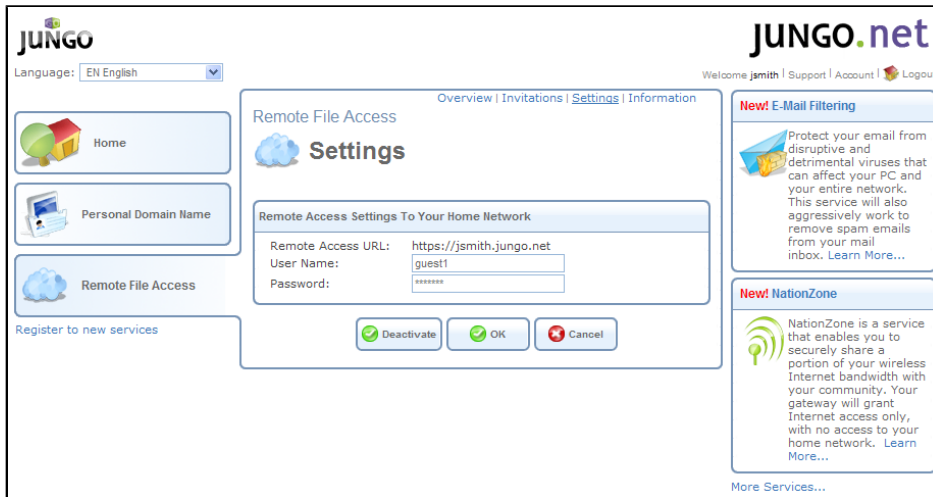 JUNGO
JUNGO.net
Language: EN English
Welcome jsmith | Support | Account | Logou
Home
Personal Domain Name
Remote File Access
Register to new services
Overview | Invitations | Settings | Information
Remote File Access
Settings
Remote Access Settings To Your Home Network
Remote Access URL: https://jsmith.jungo.net
User Name: guest1
Password: *******
Deactivate
OK
Cancel
New! E-Mail Filtering
Protect your email from
disruptive and
detrimental viruses that
can affect your PC and
your entire network.
This service will also
aggressively work to
remove spam emails
from your mail
inbox. Learn More...
New! NationZone
NationZone is a service
that enables you to
securely share a
portion of your wireless
Internet bandwidth with
your community. Your
gateway will grant
Internet access only,
with no access to your
home network. Learn
More...
More Services...